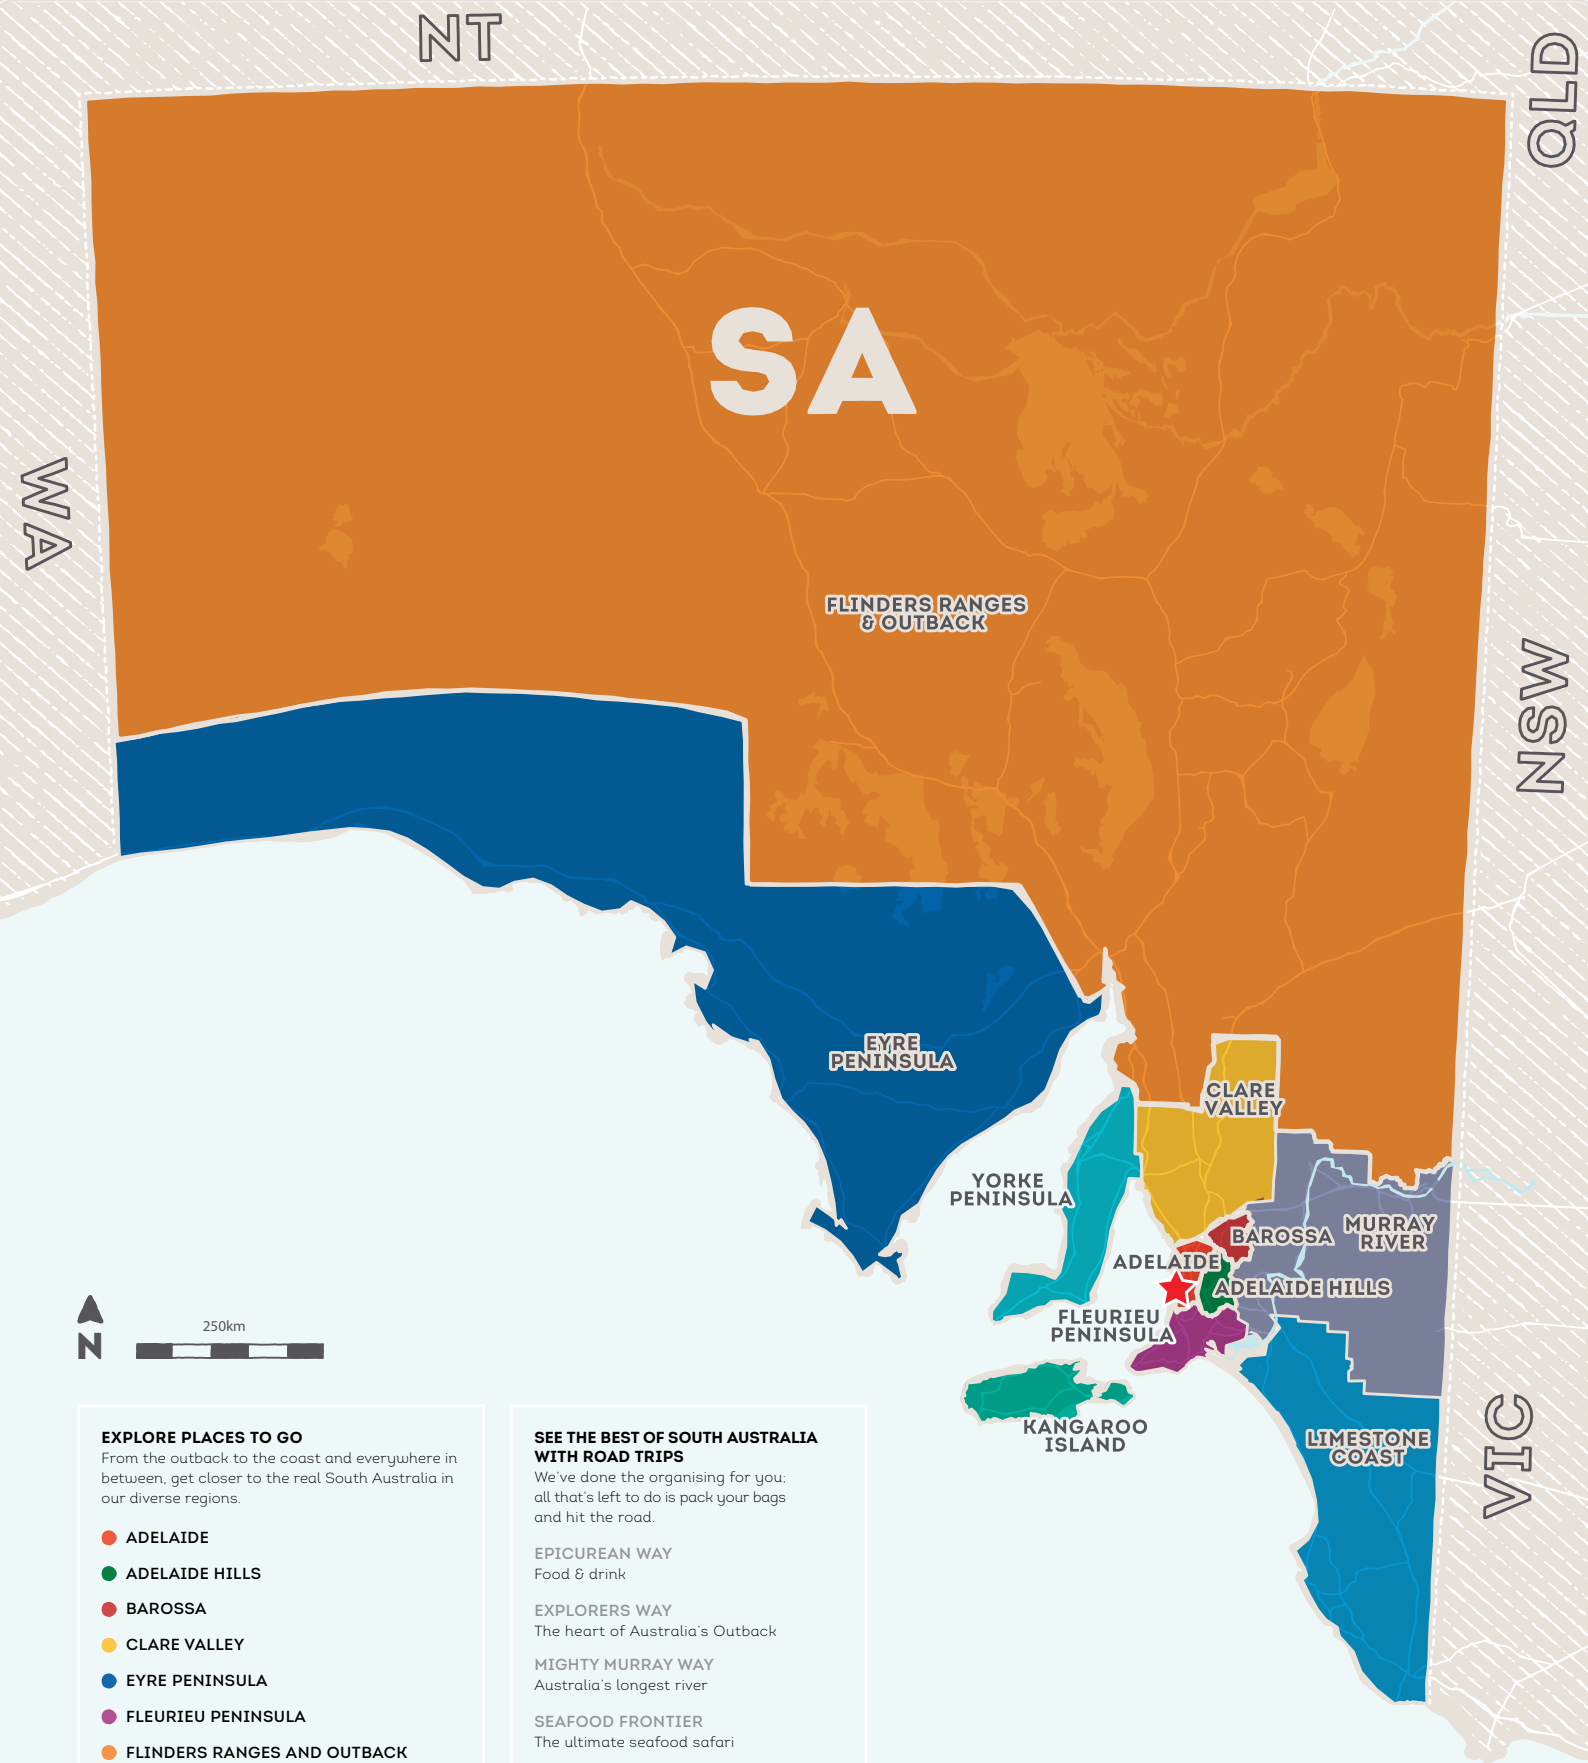 NT
QLD
WA
SA
FLINDERS RANGES
& OUTBACK
NSW
EYRE
PENINSULA
CLARE
VALLEY
YORKE
PENINSULA
BAROSSA
MURRAY
RIVER
ADELAIDE
ADELAIDE HILLS
FLEURIEU
PENINSULA
KANGAROO
ISLAND
LIMESTONE
COAST
VIC
N
250km
EXPLORE PLACES TO GO
From the outback to the coast and everywhere in
between, get closer to the real South Australia in
our diverse regions.
ADELAIDE
ADELAIDE HILLS
BAROSSA
CLARE VALLEY
EYRE PENINSULA
FLEURIEU PENINSULA
FLINDERS RANGES AND OUTBACK
SEE THE BEST OF SOUTH AUSTRALIA
WITH ROAD TRIPS
We've done the organising for you;
all that's left to do is pack your bags
and hit the road.
EPICUREAN WAY
Food & drink
EXPLORERS WAY
The heart of Australia's Outback
MIGHTY MURRAY WAY
Australia's longest river
SEAFOOD FRONTIER
The ultimate seafood safari